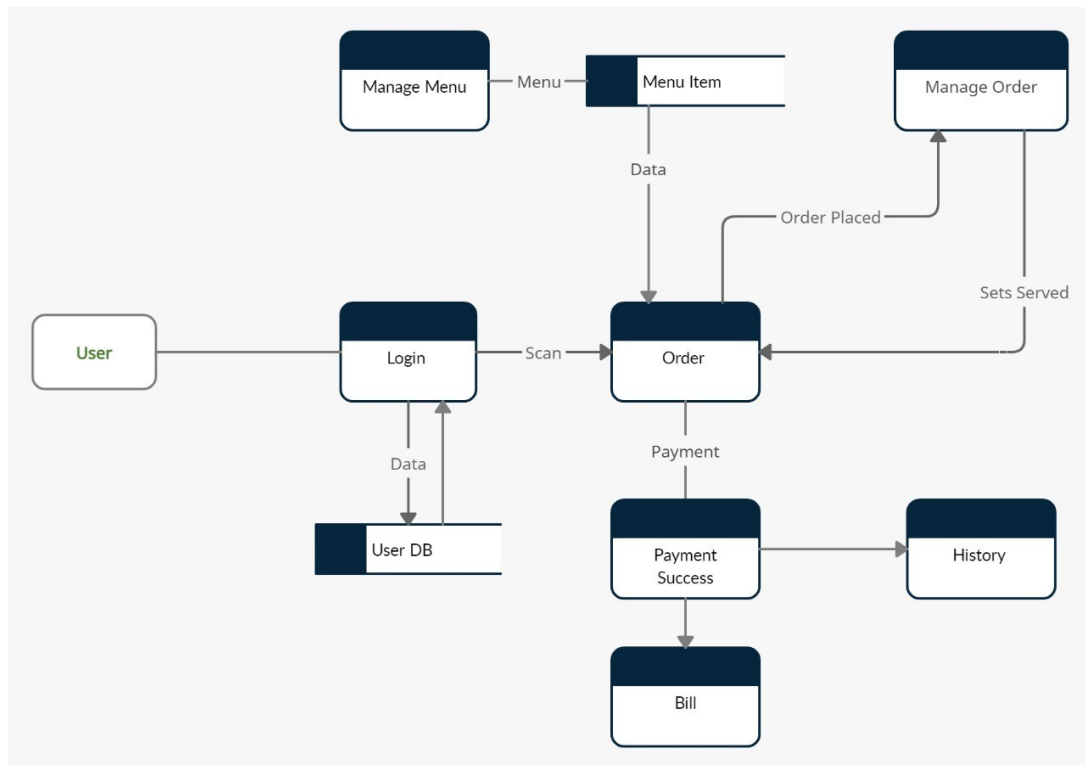 Manage Menu
Menu
Menu Item
Manage Order
Data
Order Placed
Sets Served
User
Login
Scan
Order
Data
Payment
User DB
Payment
Success
History
Bill